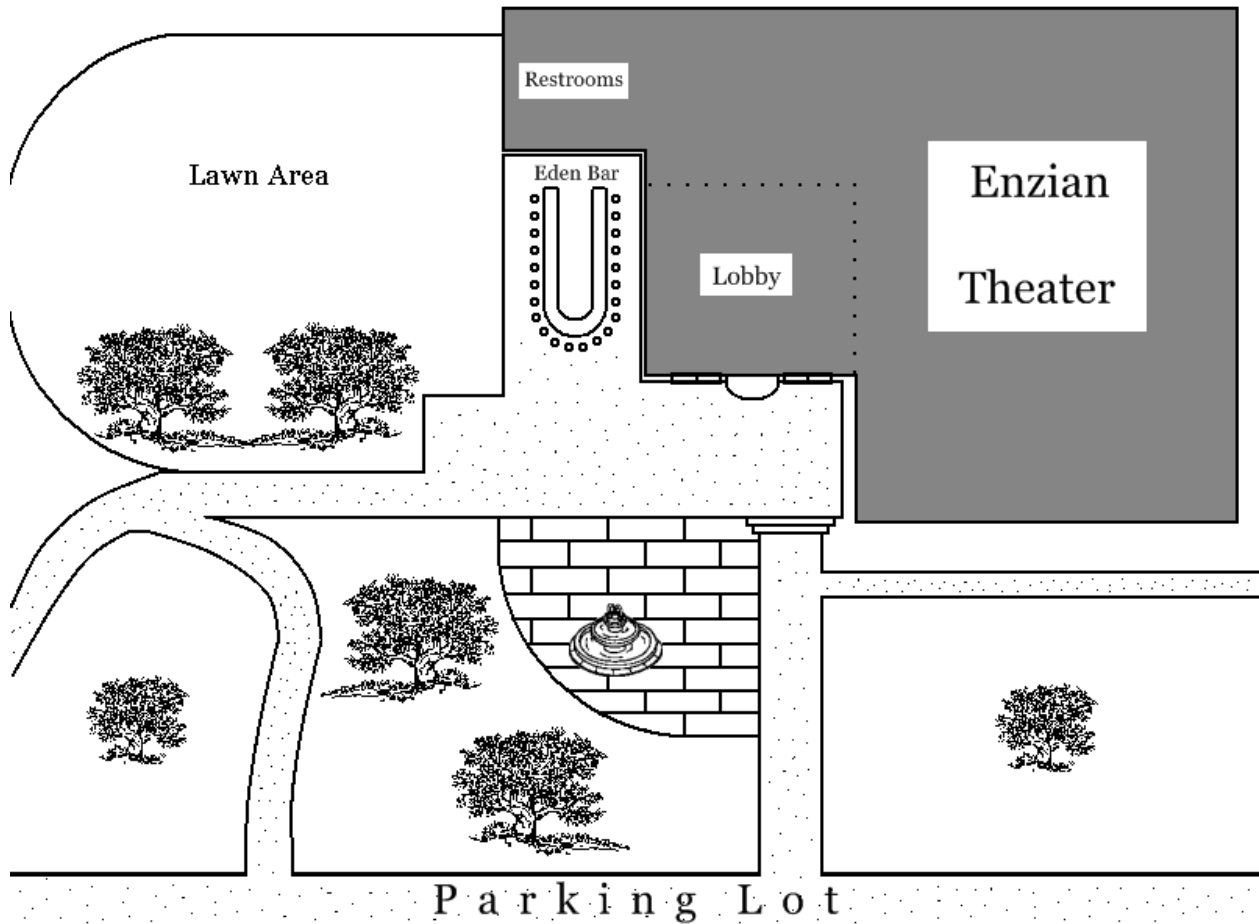 Restrooms
Lawn Area
Eden Bar
Enzian
Theater
Lobby
Parking Lot